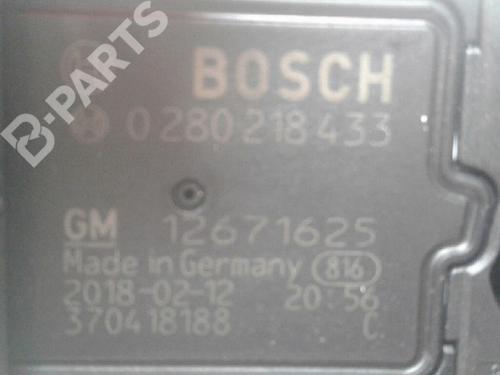 B-PARTS
BOSCH
0 280 218 433
GM 12671625
Made in Germany 816
2018-02-12 20:56
370418188 C